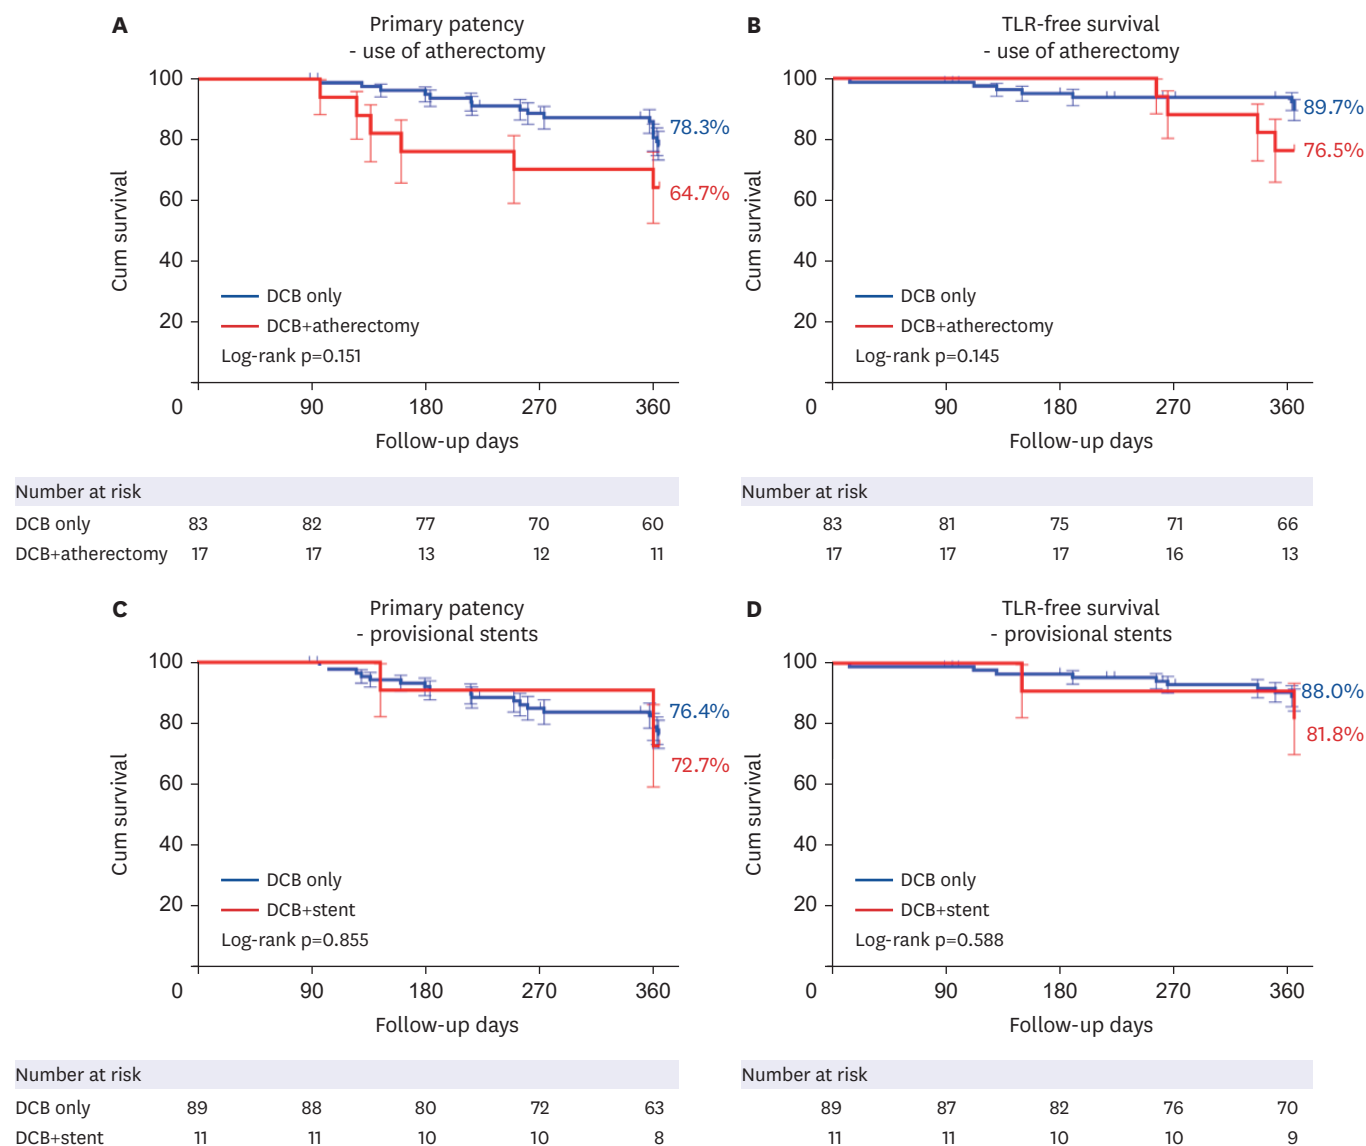 A
Primary patency
- use of atherectomy
100
80
60
40
20
0
90
180
270
360
Cum survival
Follow-up days
78.3%
64.7%
DCB only
DCB+atherectomy
Log-rank p=0.151
Number at risk
DCB only 83 82 77 70 60
DCB+atherectomy 17 17 13 12 11
B
TLR-free survival
- use of atherectomy
100
80
60
40
20
0
90
180
270
360
Cum survival
Follow-up days
89.7%
76.5%
DCB only
DCB+atherectomy
Log-rank p=0.145
Number at risk
83 81 75 71 66
17 17 17 16 13
C
Primary patency
- provisional stents
100
80
60
40
20
0
90
180
270
360
Cum survival
Follow-up days
76.4%
72.7%
DCB only
DCB+stent
Log-rank p=0.855
Number at risk
DCB only 89 88 80 72 63
DCB+stent 11 11 10 10 8
D
TLR-free survival
- provisional stents
100
80
60
40
20
0
90
180
270
360
Cum survival
Follow-up days
88.0%
81.8%
DCB only
DCB+stent
Log-rank p=0.588
Number at risk
89 87 82 76 70
11 11 10 10 9